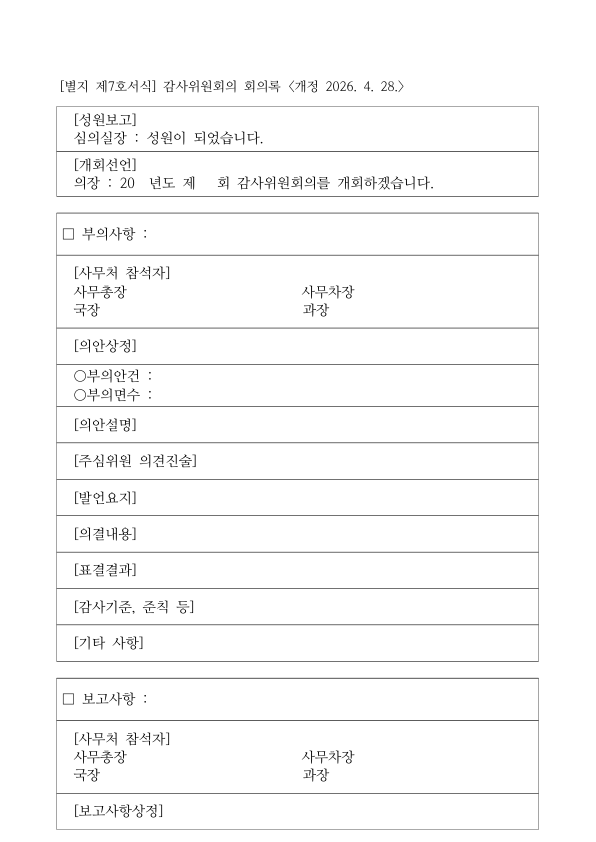 [별지 제7호서식] 감사위원회의 회의록 <개정 2026. 4. 28.>
[성원보고]
심의실장 : 성원이 되었습니다.
[개회선언]
의장 : 20 년도 제 회 감사위원회의를 개회하겠습니다.
□ 부의사항 :
[사무처 참석자]
사무총장 사무차장
국장 과장
[의안상정]
○부의안건 :
○부의면수 :
[의안설명]
[주심위원 의견진술]
[발언요지]
[의결내용]
[표결결과]
[감사기준, 준칙 등]
[기타 사항]
□ 보고사항 :
[사무처 참석자]
사무총장 사무차장
국장 과장
[보고사항상정]